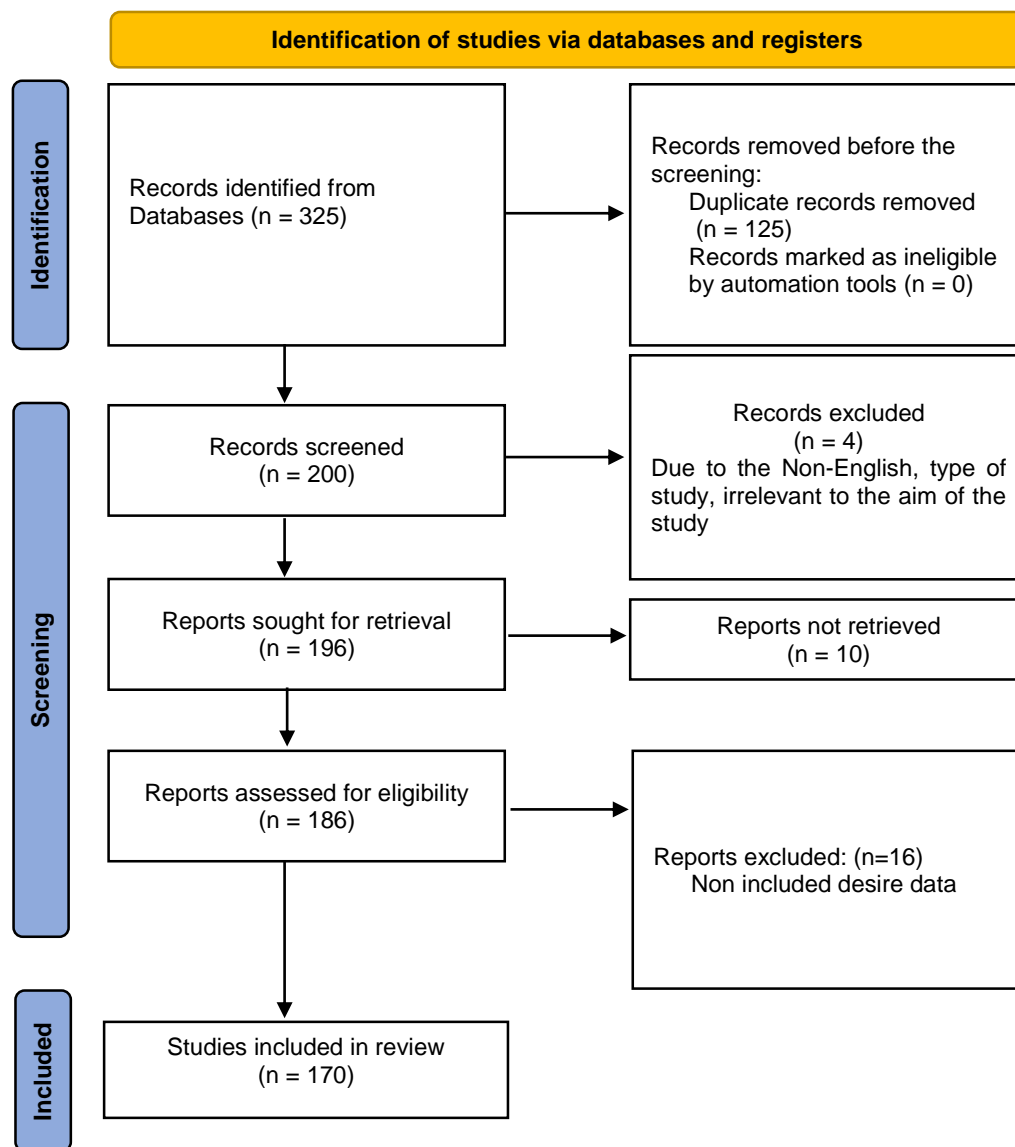 Identification of studies via databases and registers
Identification
Records identified from
Databases (n = 325)
Records removed before the
screening:
Duplicate records removed
(n = 125)
Records marked as ineligible
by automation tools (n = 0)
Screening
Records screened
(n = 200)
Records excluded
(n = 4)
Due to the Non-English, type of
study, irrelevant to the aim of the
study
Reports sought for retrieval
(n = 196)
Reports not retrieved
(n = 10)
Reports assessed for eligibility
(n = 186)
Reports excluded: (n=16)
Non included desire data
Included
Studies included in review
(n = 170)